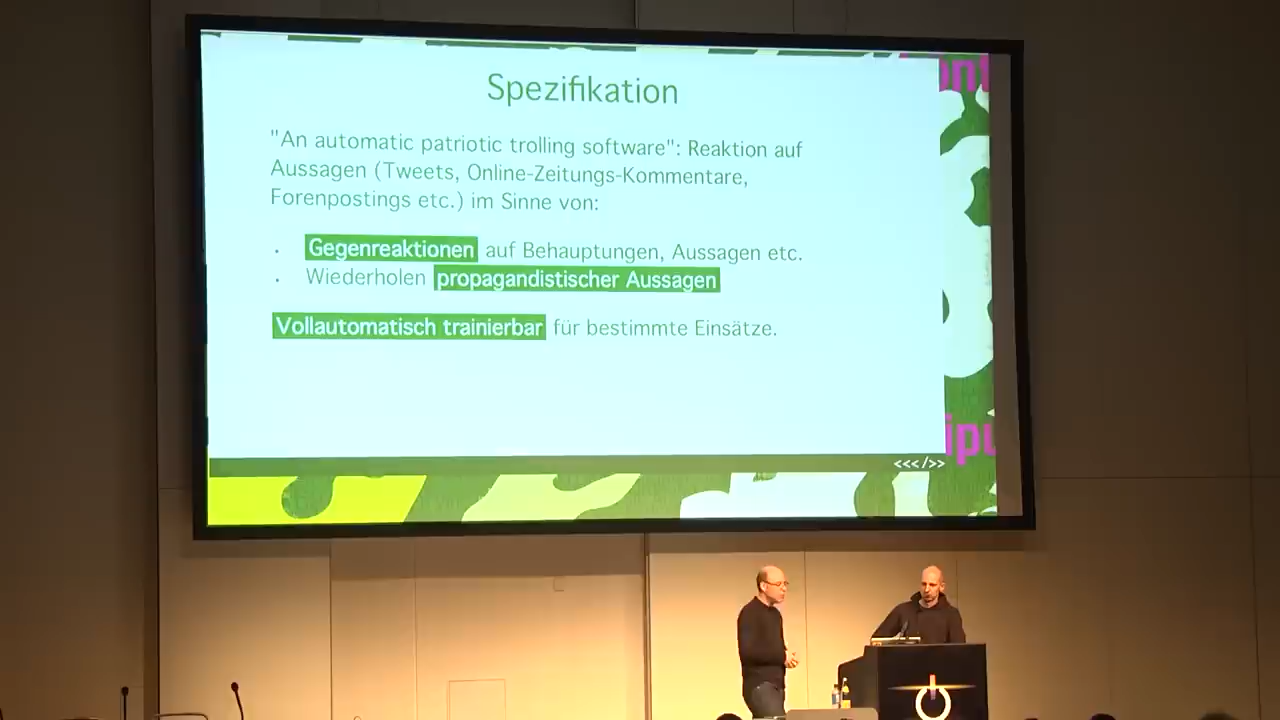 Spezifikation
"An automatic patriotic trolling software": Reaktion auf
Aussagen (Tweets, Online-Zeitungs-Kommentare,
Forenpostings etc.) im Sinne von:
. Gegenreaktionen auf Behauptungen, Aussagen etc.
. Wiederholen propagandistischer Aussagen
Vollautomatisch trainierbar für bestimmte Einsätze.
<<</>>